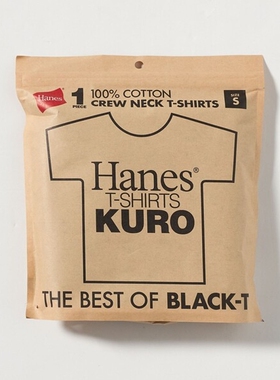 Hanes
1 PIECE
100% COTTON
CREW NECK T-SHIRTS
SIZE
S
Hanes®
T-SHIRTS
KURO
THE BEST OF BLACK-T